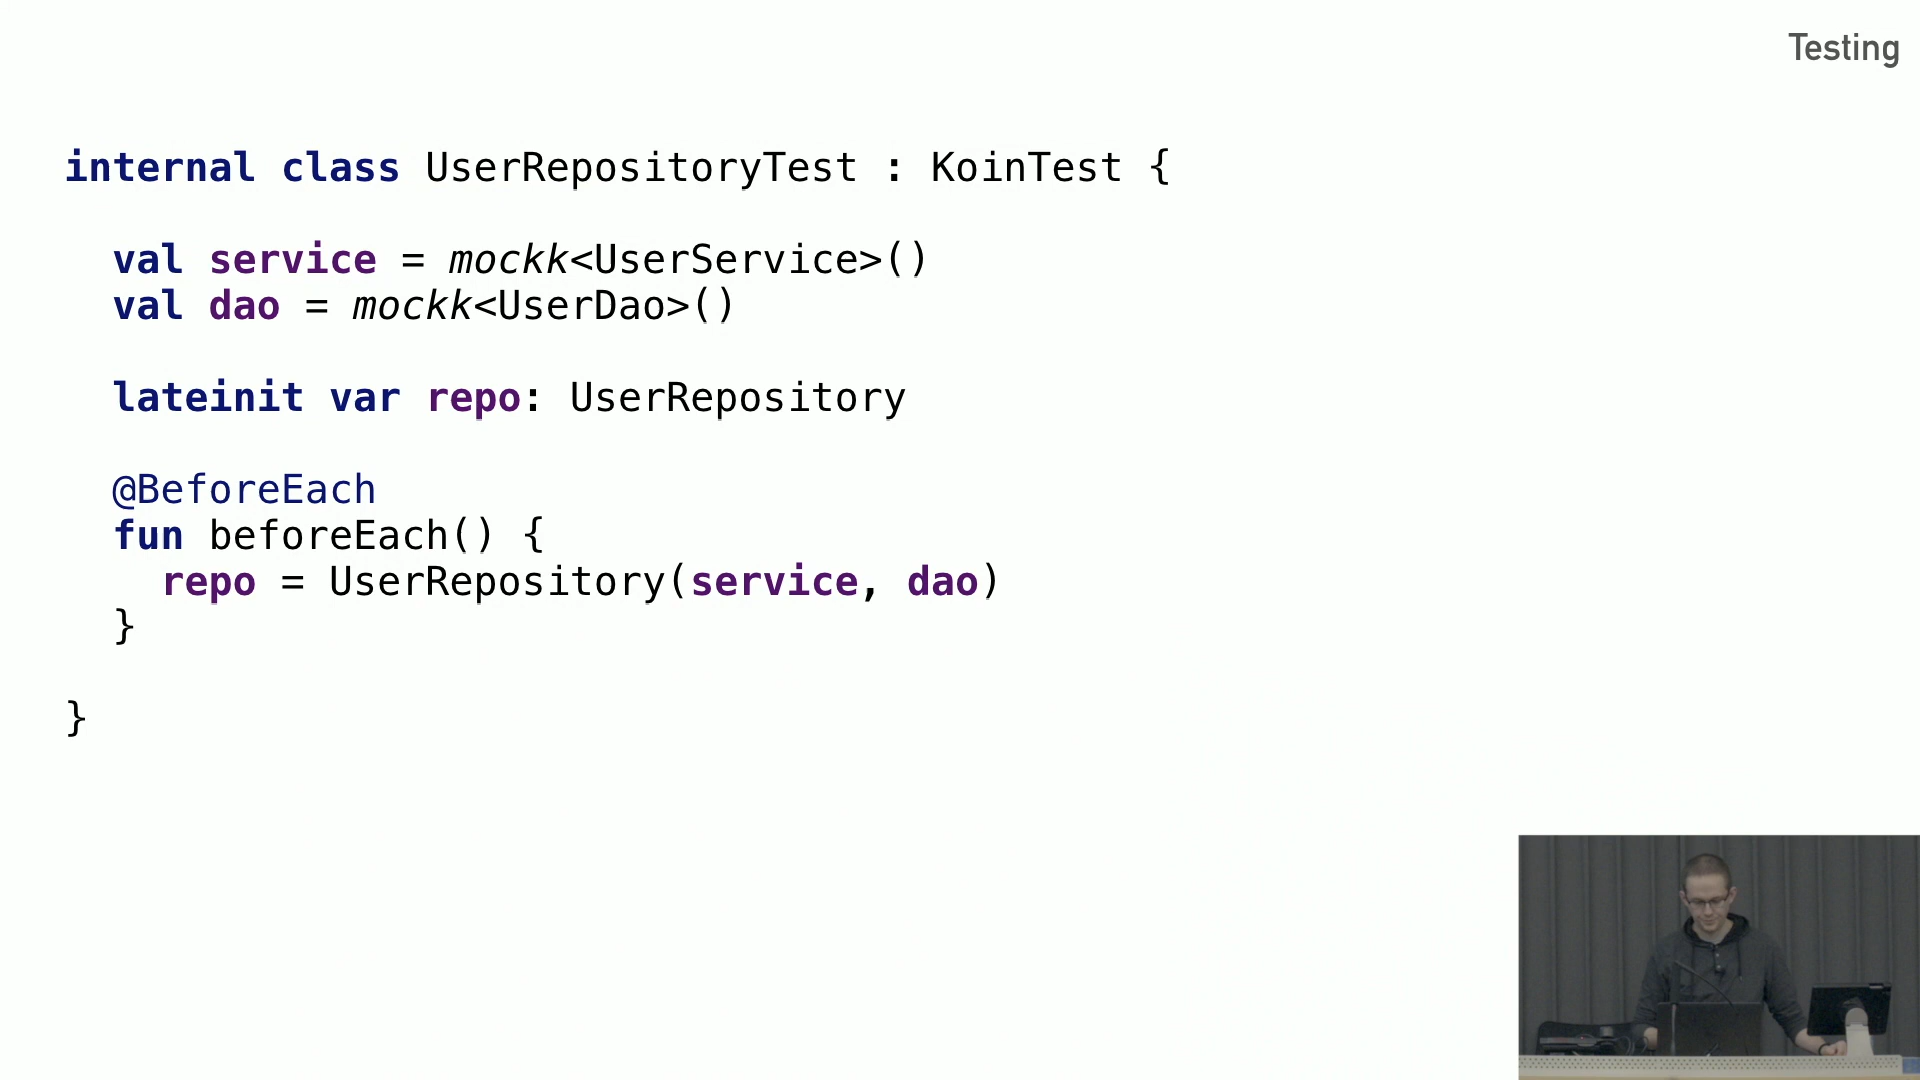 Testing
internal class UserRepositoryTest : KoinTest {
val service = mockk<UserService>()
val dao = mockk<UserDao>()
lateinit var repo: UserRepository
@BeforeEach
fun beforeEach() {
repo = UserRepository(service, dao)
}
}